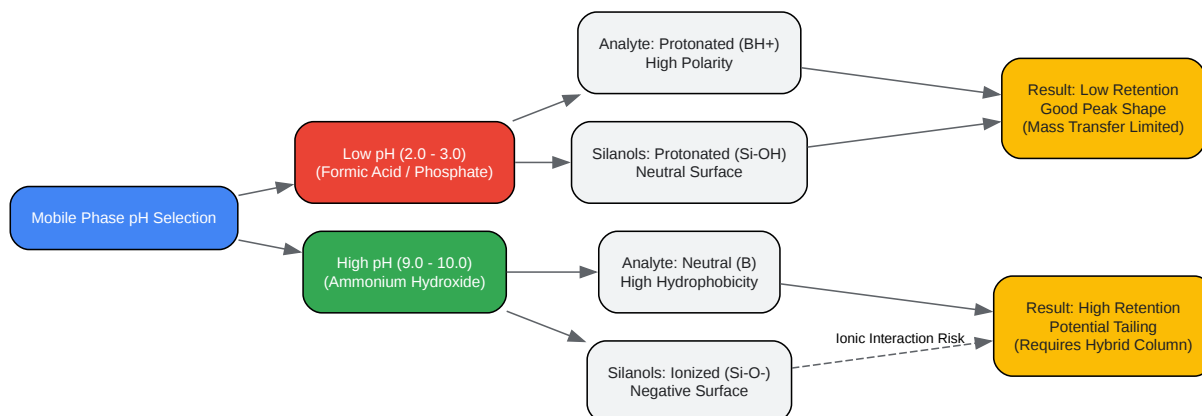 Mobile Phase pH Selection
Low pH (2.0 - 3.0)
(Formic Acid / Phosphate)
High pH (9.0 - 10.0)
(Ammonium Hydroxide)
Analyte: Protonated (BH+)
High Polarity
Silanols: Protonated (Si-OH)
Neutral Surface
Analyte: Neutral (B)
High Hydrophobicity
Silanols: Ionized (Si-O-)
Negative Surface
Ionic Interaction Risk
Result: Low Retention
Good Peak Shape
(Mass Transfer Limited)
Result: High Retention
Potential Tailing
(Requires Hybrid Column)